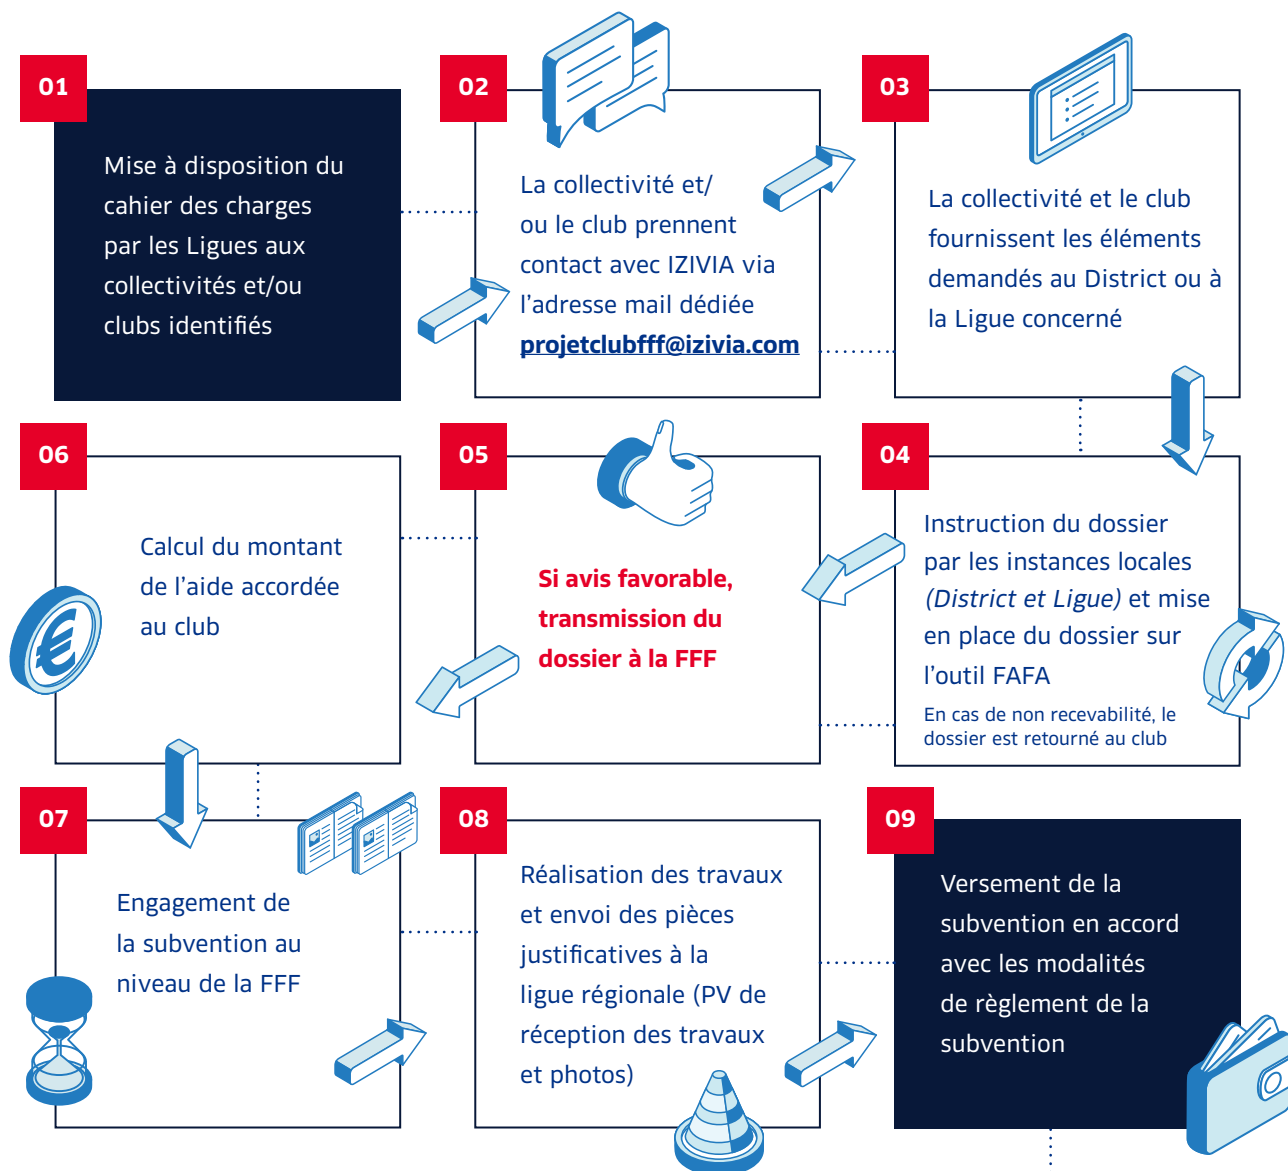 01
Mise à disposition du
cahier des charges
par les Ligues aux
collectivités et/ou
clubs identifiés
02
La collectivité et/
ou le club prennent
contact avec IZIVIA via
l’adresse mail dédiée
projetclubfff@izivia.com
03
La collectivité et le club
fournissent les éléments
demandés au District ou à
la Ligue concerné
04
Instruction du dossier
par les instances locales
(District et Ligue) et mise
en place du dossier sur
l’outil FAFA
En cas de non recevabilité, le
dossier est retourné au club
05
Si avis favorable,
transmission du
dossier à la FFF
06
Calcul du montant
de l’aide accordée
au club
€
07
Engagement de
la subvention au
niveau de la FFF
08
Réalisation des travaux
et envoi des pièces
justificatives à la
ligue régionale (PV de
réception des travaux
et photos)
09
Versement de la
subvention en accord
avec les modalités
de règlement de la
subvention